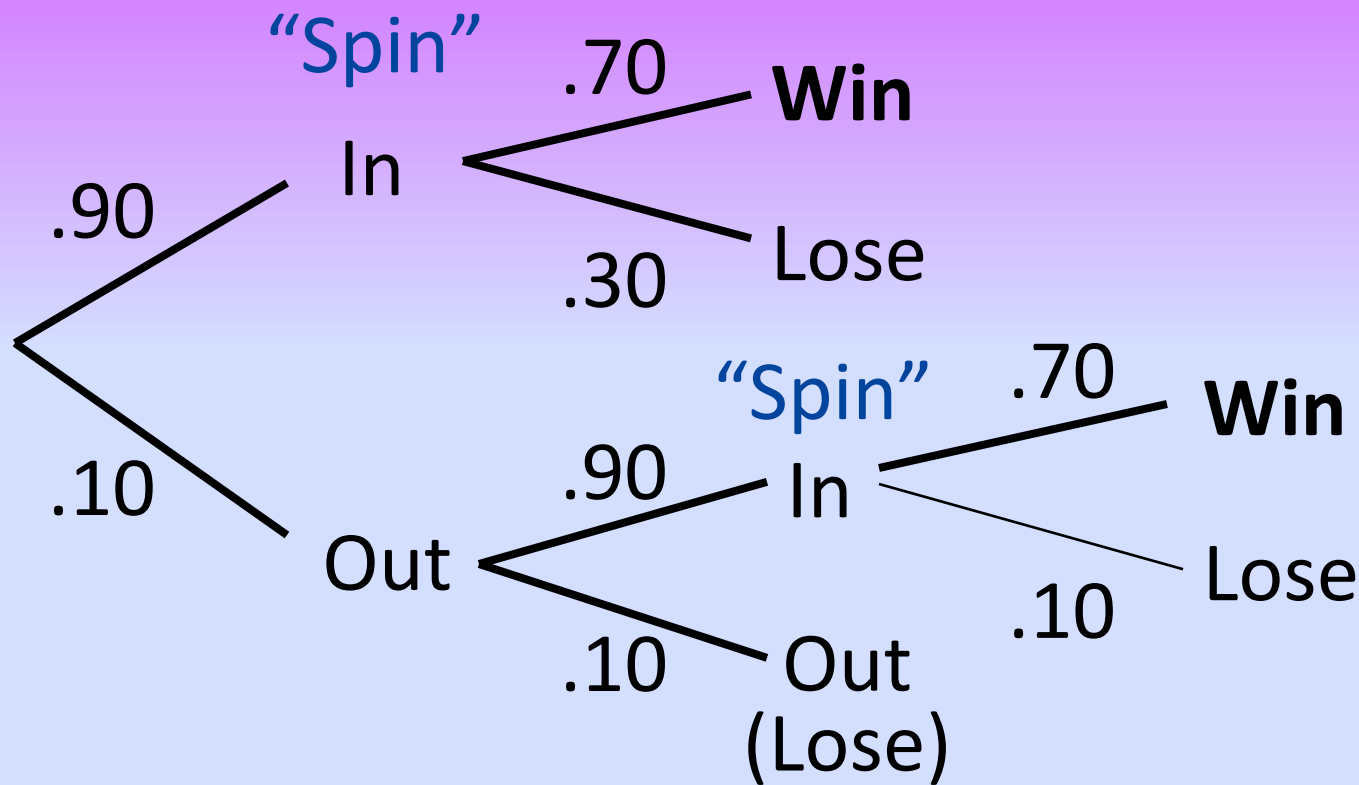 “Spin”
.70
Win
In
.90
Lose
.30
“Spin”
.70
Win
.90
In
.10
Out
Lose
.10
.10
Out
(Lose)